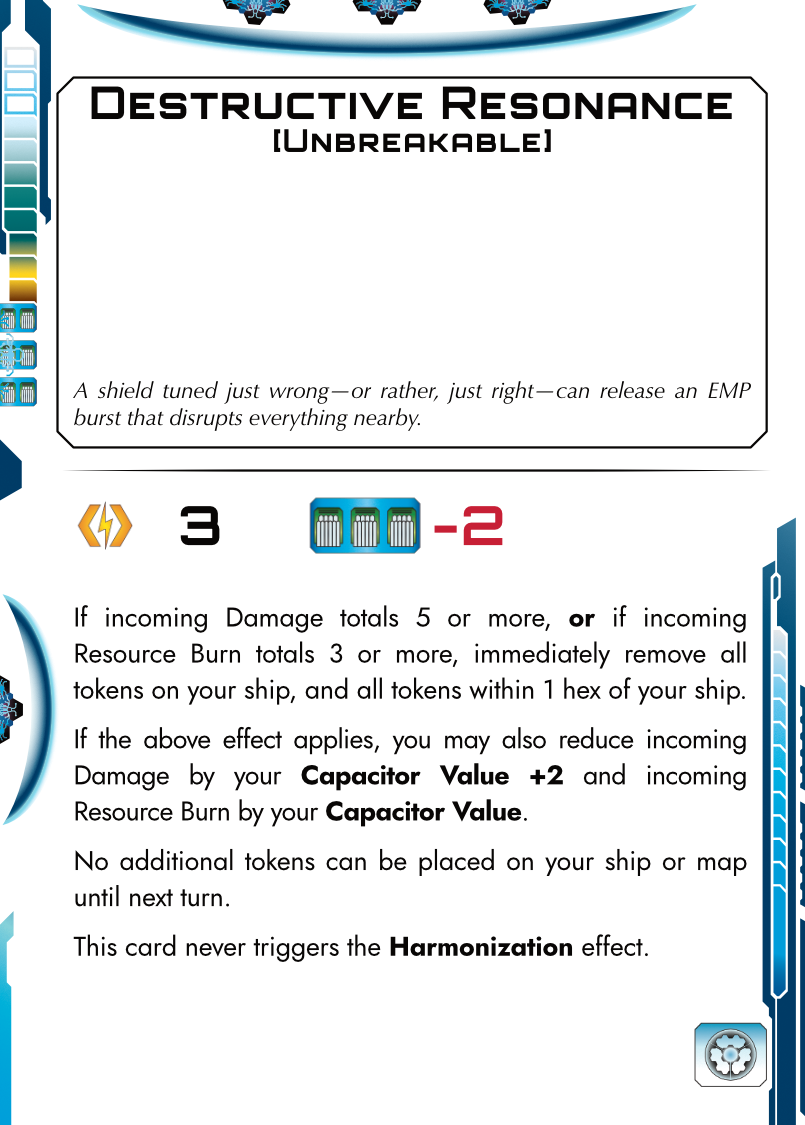 Destructive Resonance
[Unbreakable]
A shield tuned just wrong—or rather, just right—can release an EMP
burst that disrupts everything nearby.
3 -2
If incoming Damage totals 5 or more, or if incoming
Resource Burn totals 3 or more, immediately remove all
tokens on your ship, and all tokens within 1 hex of your ship.
If the above effect applies, you may also reduce incoming
Damage by your Capacitor Value +2 and incoming
Resource Burn by your Capacitor Value.
No additional tokens can be placed on your ship or map
until next turn.
This card never triggers the Harmonization effect.